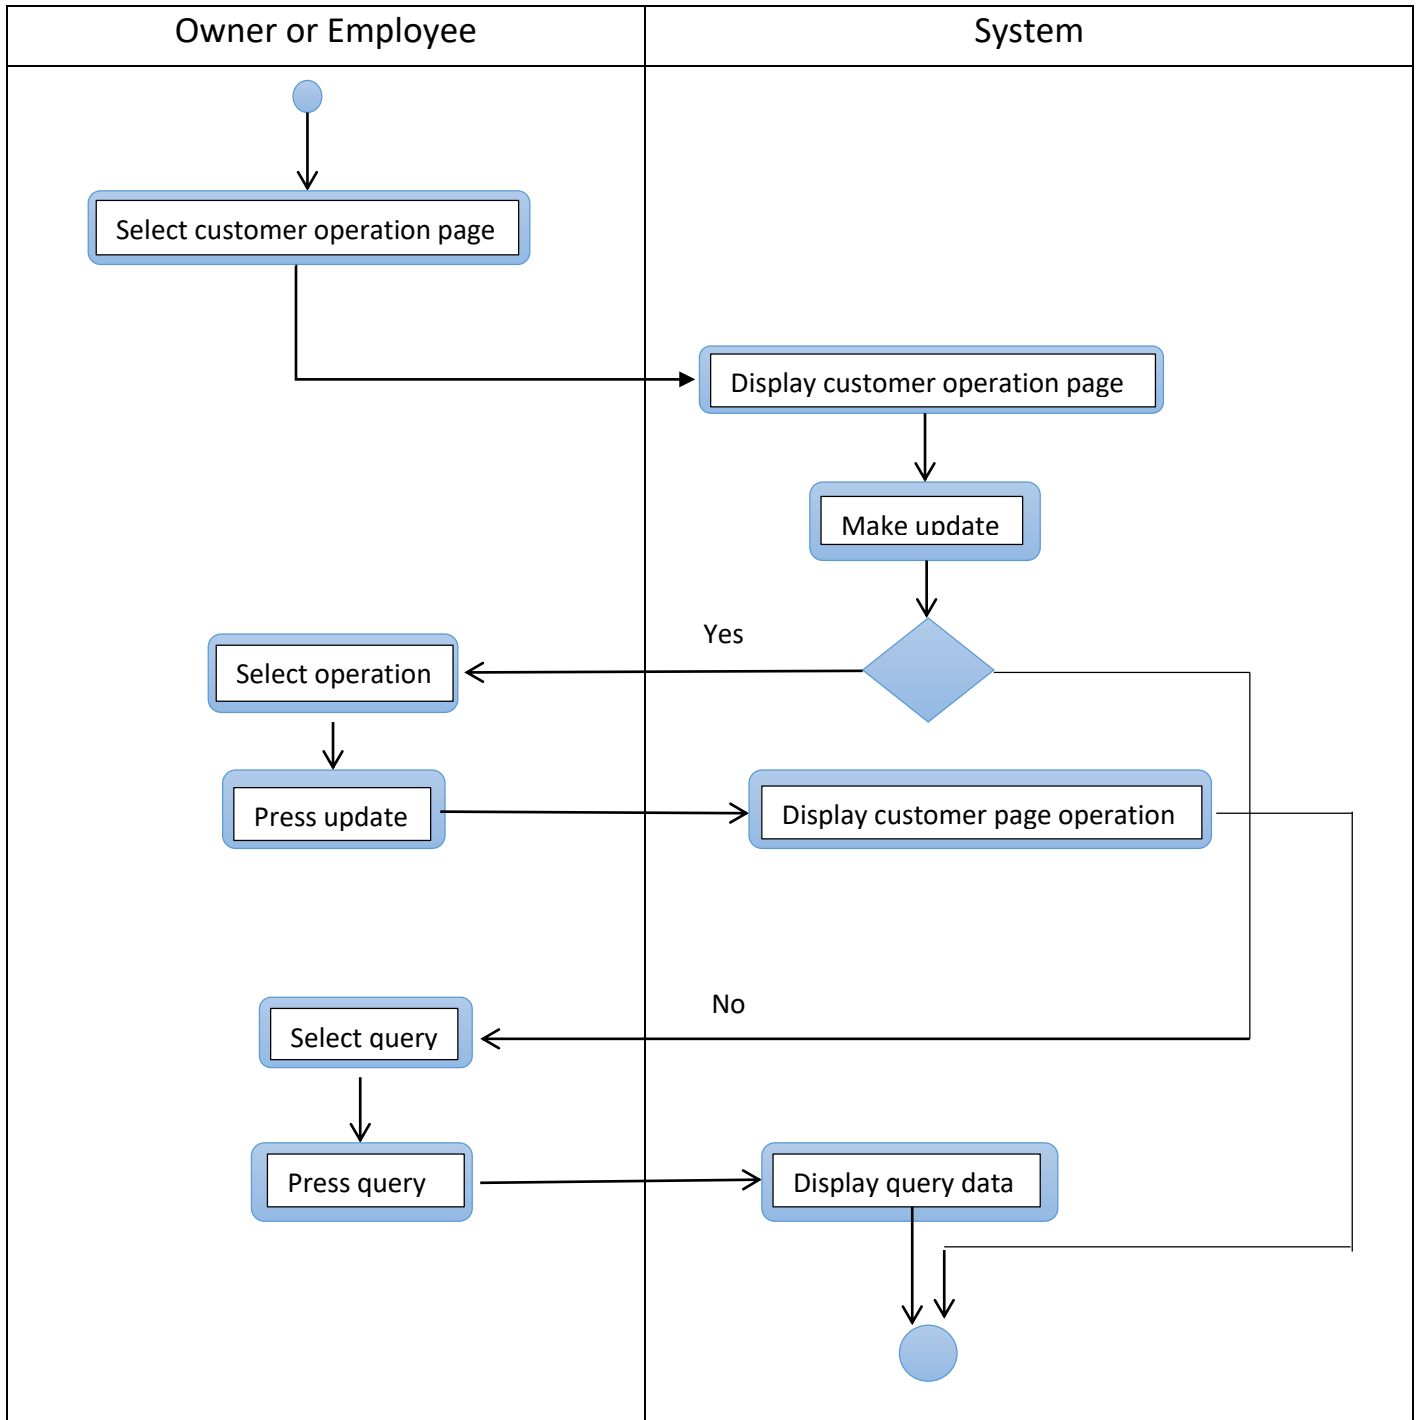 Owner or Employee
System
Select customer operation page
Display customer operation page
Make update
Yes
Select operation
Press update
Display customer page operation
No
Select query
Press query
Display query data